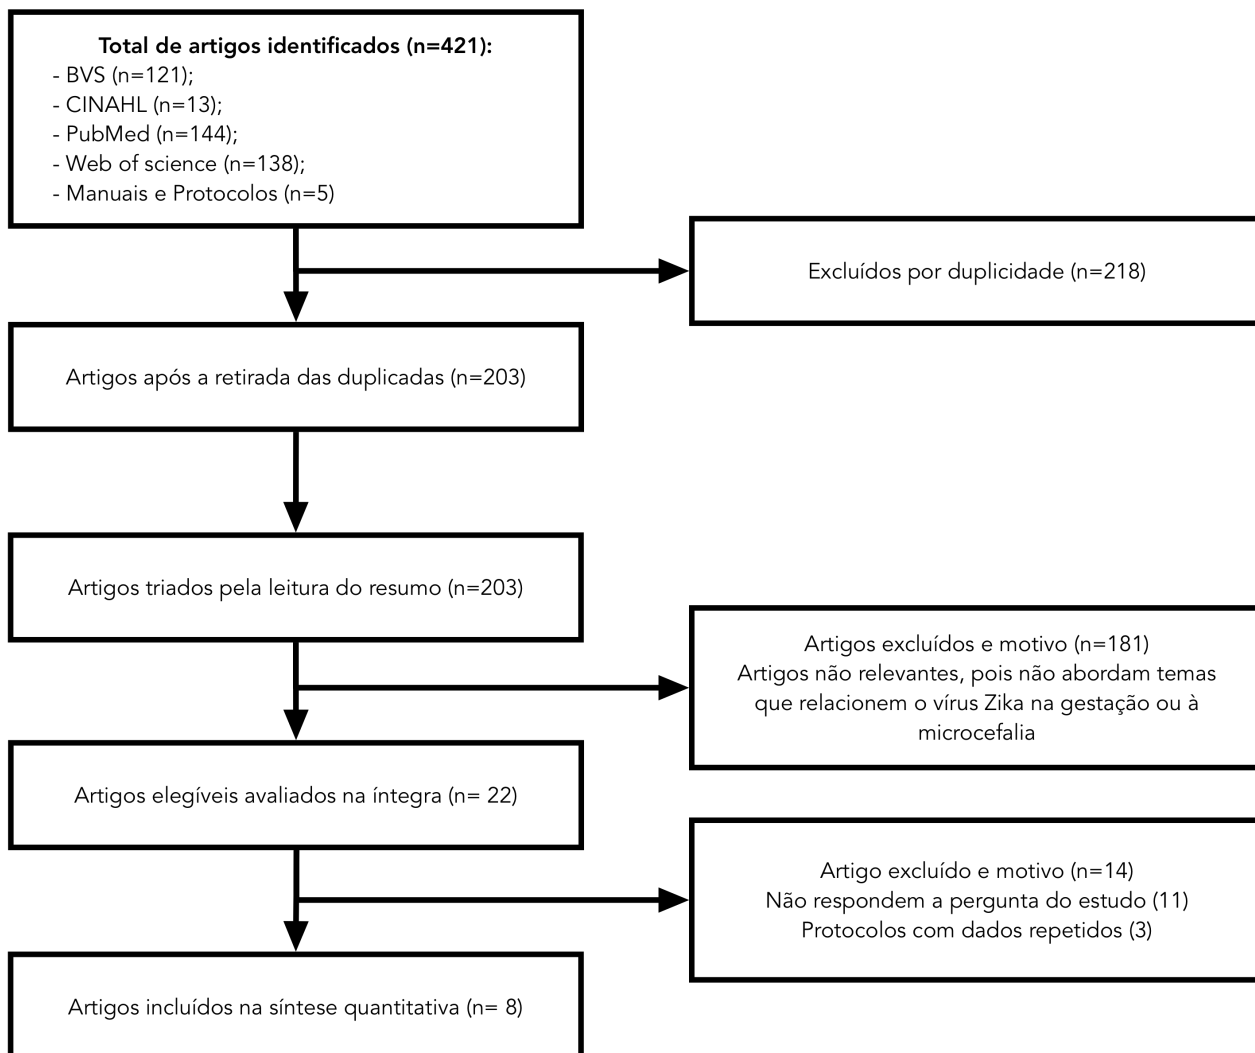 Total de artigos identificados (n=421):
- BVS (n=121);
- CINAHL (n=13);
- PubMed (n=144);
- Web of science (n=138);
- Manuais e Protocolos (n=5)
Excluídos por duplicidade (n=218)
Artigos após a retirada das duplicadas (n=203)
Artigos triados pela leitura do resumo (n=203)
Artigos excluídos e motivo (n=181)
Artigos não relevantes, pois não abordam temas
que relacionem o vírus Zika na gestação ou à
microcefalia
Artigos elegíveis avaliados na íntegra (n= 22)
Artigo excluído e motivo (n=14)
Não respondem a pergunta do estudo (11)
Protocolos com dados repetidos (3)
Artigos incluídos na síntese quantitativa (n= 8)